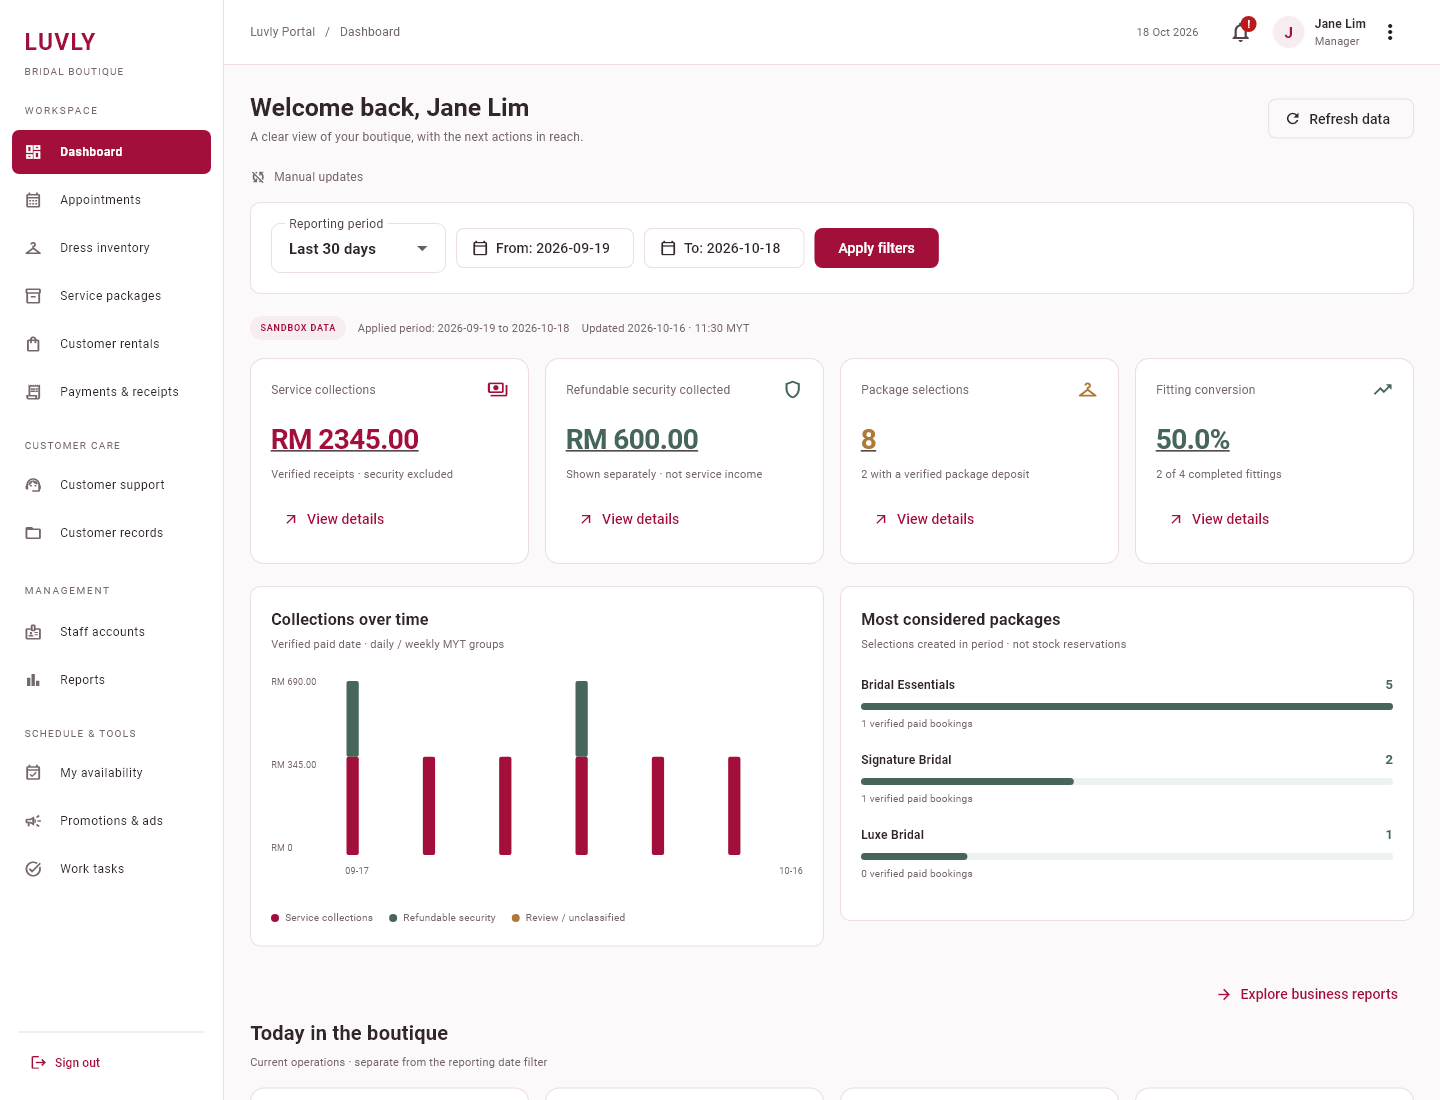 LUVLY
BRIDAL BOUTIQUE
WORKSPACE
Dashboard
Appointments
Dress inventory
Service packages
Customer rentals
Payments & receipts
CUSTOMER CARE
Customer support
Customer records
MANAGEMENT
Staff accounts
Reports
SCHEDULE & TOOLS
My availability
Promotions & ads
Work tasks
Sign out
Luvly Portal / Dashboard
18 Oct 2026
!
J
Jane Lim
Manager
Welcome back, Jane Lim
A clear view of your boutique, with the next actions in reach.
Refresh data
Manual updates
Reporting period
Last 30 days
From: 2026-09-19
To: 2026-10-18
Apply filters
SANDBOX DATA
Applied period: 2026-09-19 to 2026-10-18
Updated 2026-10-16 · 11:30 MYT
Service collections
RM 2345.00
Verified receipts · security excluded
View details
Refundable security collected
RM 600.00
Shown separately · not service income
View details
Package selections
8
2 with a verified package deposit
View details
Fitting conversion
50.0%
2 of 4 completed fittings
View details
Collections over time
Verified paid date · daily / weekly MYT groups
RM 690.00
RM 345.00
RM 0
09-17
10-16
Service collections
Refundable security
Review / unclassified
Most considered packages
Selections created in period · not stock reservations
Bridal Essentials 5
1 verified paid bookings
Signature Bridal 2
1 verified paid bookings
Luxe Bridal 1
0 verified paid bookings
Explore business reports
Today in the boutique
Current operations · separate from the reporting date filter